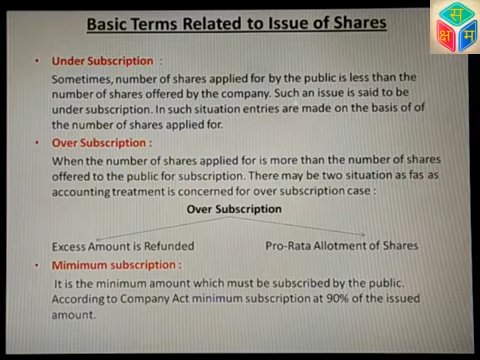 Basic Terms Related to Issue of Shares
स
क्ष
म
• Under Subscription :
Sometimes, number of shares applied for by the public is less than the
number of shares offered by the company. Such an issue is said to be
under subscription. In such situation entries are made on the basis of of
the number of shares applied for.
• Over Subscription :
When the number of shares applied for is more than the number of shares
offered to the public for subscription. There may be two situation as fas as
accounting treatment is concerned for over subscription case :
Over Subscription
Excess Amount is Refunded Pro-Rata Allotment of Shares
• Mimimum subscription :
It is the minimum amount which must be subscribed by the public.
According to Company Act minimum subscription at 90% of the issued
amount.